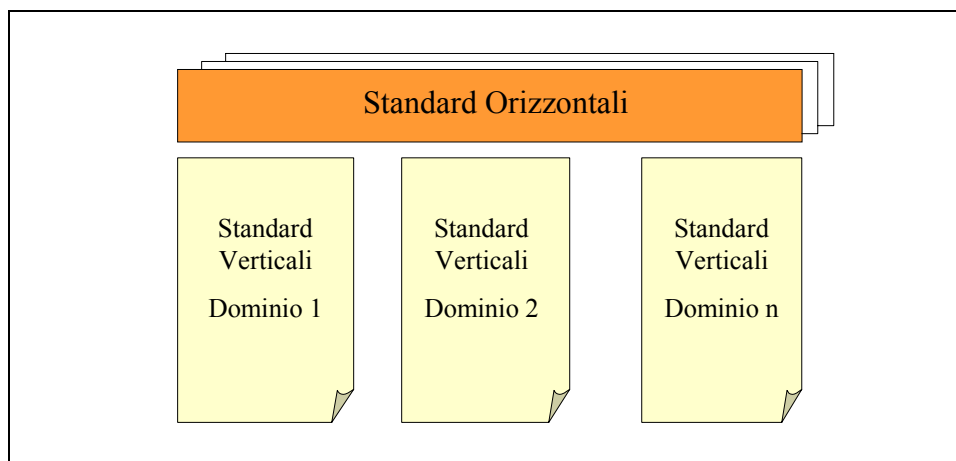 Standard Orizzontali
Standard
Verticali
Dominio 1
Standard
Verticali
Dominio 2
Standard
Verticali
Dominio n